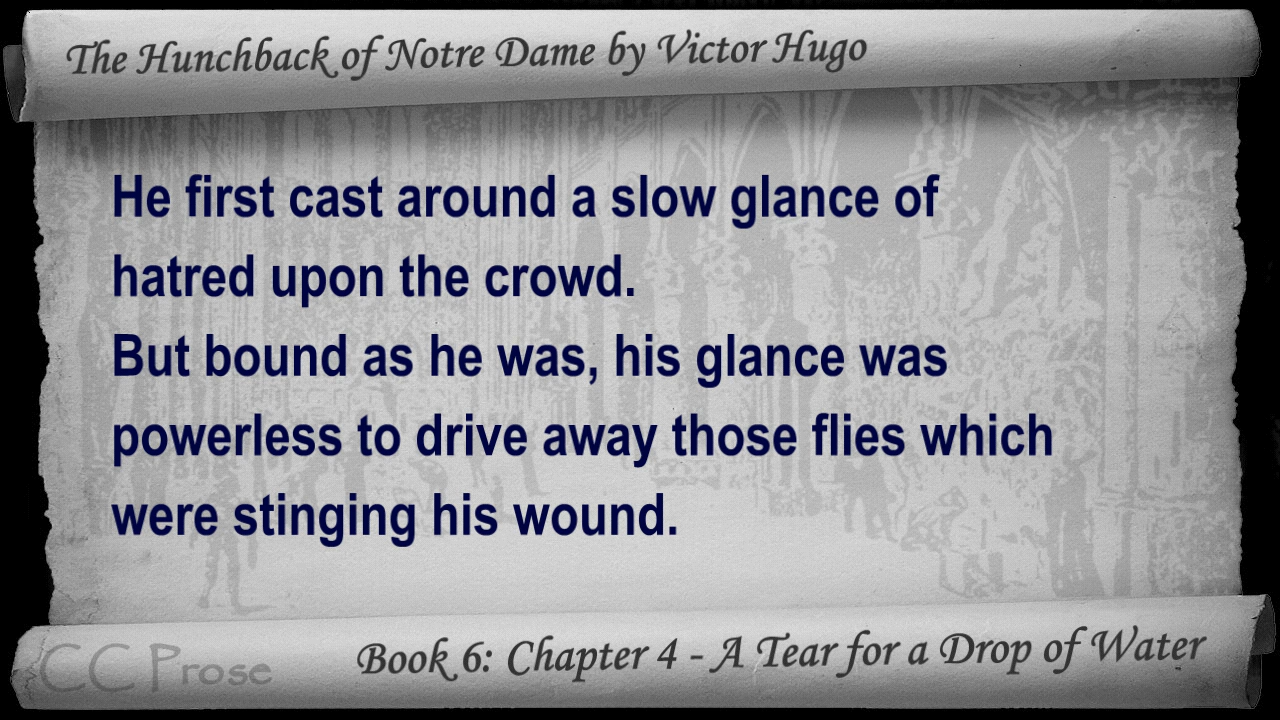 The Hunchback of Notre Dame by Victor Hugo
He first cast around a slow glance of
hatred upon the crowd.
But bound as he was, his glance was
powerless to drive away those flies which
were stinging his wound.
CC Prose
Book 6: Chapter 4 - A Tear for a Drop of Water